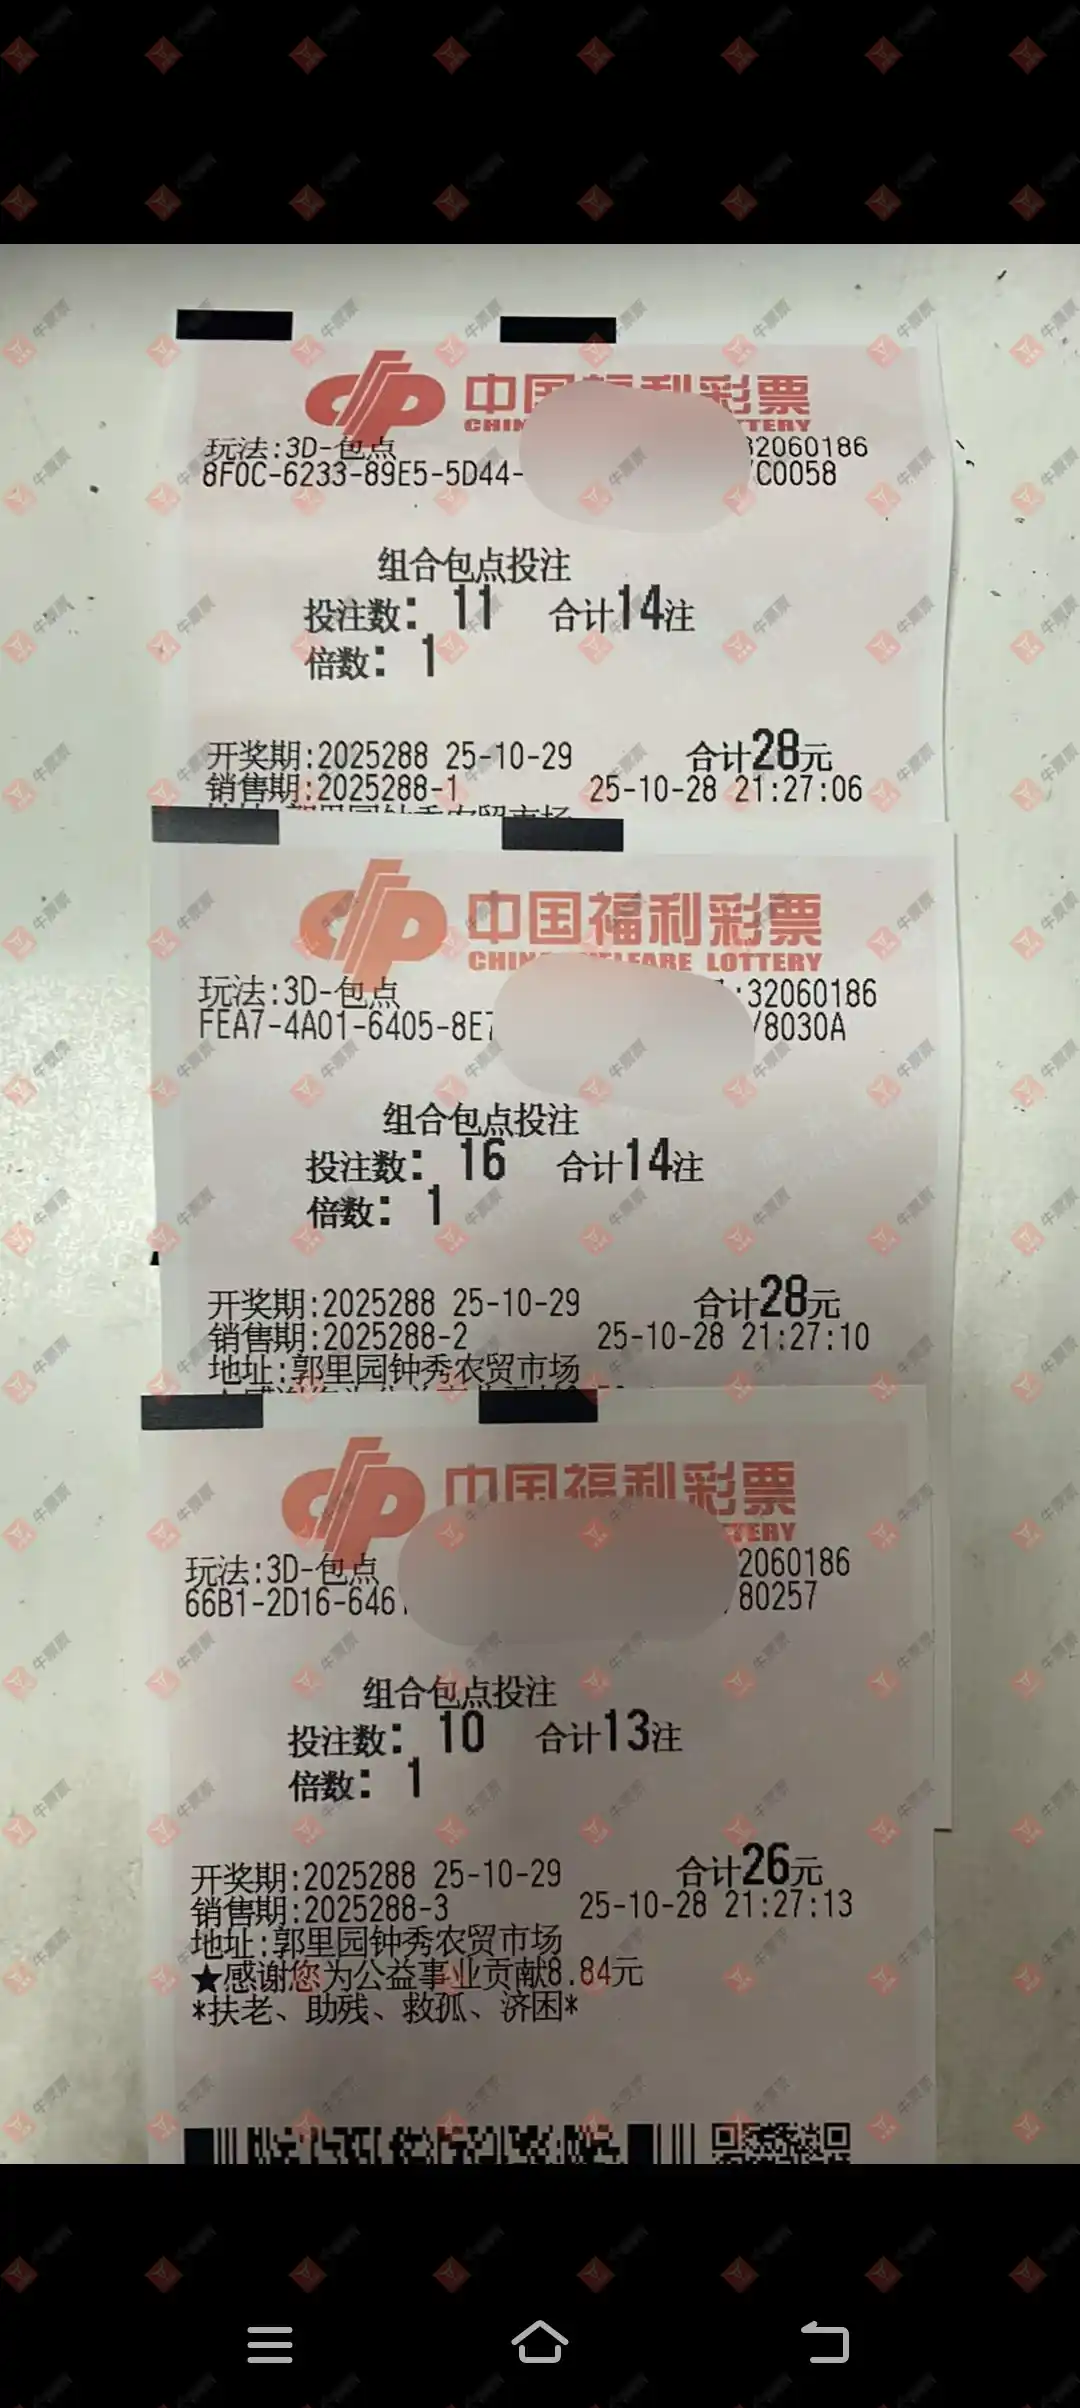 中国福利彩票
玩法:3D-包点 32060186
8F0C-6233-89E5-5D44- C0058
组合包点投注
投注数: 11 合计14注
倍数: 1
开奖期:2025288 25-10-29 合计28元
销售期:2025288-1 25-10-28 21:27:06
中国福利彩票
CHINA WELFARE LOTTERY
玩法:3D-包点 :32060186
FEA7-4A01-6405-8E7 /8030A
组合包点投注
投注数: 16 合计14注
倍数: 1
开奖期:2025288 25-10-29 合计28元
销售期:2025288-2 25-10-28 21:27:10
地址:郭里园钟秀农贸市场
中国福利彩票
玩法:3D-包点 2060186
66B1-2D16-646 80257
组合包点投注
投注数: 10 合计13注
倍数: 1
开奖期:2025288 25-10-29 合计26元
销售期:2025288-3 25-10-28 21:27:13
地址:郭里园钟秀农贸市场
★感谢您为公益事业贡献8.84元
*扶老、助残、救孤、济困*